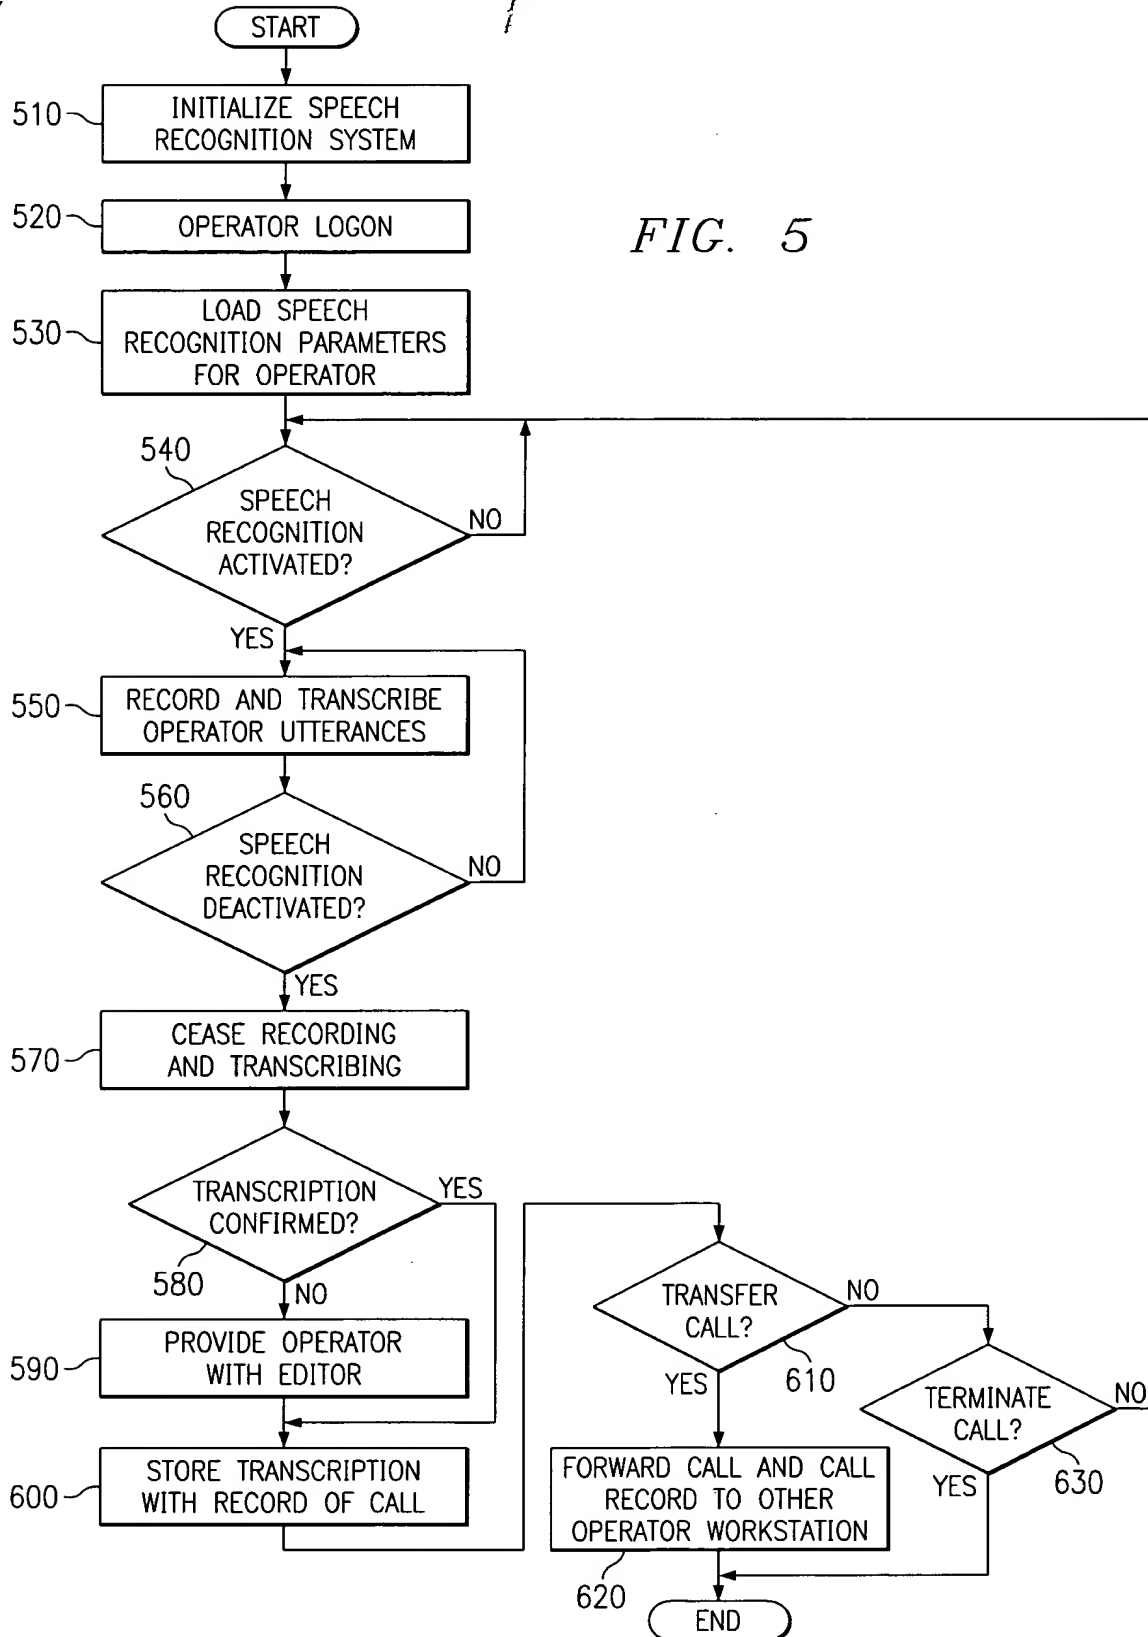 START
510
INITIALIZE SPEECH
RECOGNITION SYSTEM
520
OPERATOR LOGON
FIG. 5
530
LOAD SPEECH
RECOGNITION PARAMETERS
FOR OPERATOR
540
SPEECH
RECOGNITION
ACTIVATED?
NO
YES
550
RECORD AND TRANSCRIBE
OPERATOR UTTERANCES
560
SPEECH
RECOGNITION
DEACTIVATED?
NO
YES
570
CEASE RECORDING
AND TRANSCRIBING
TRANSCRIPTION
CONFIRMED?
YES
580
NO
590
PROVIDE OPERATOR
WITH EDITOR
600
STORE TRANSCRIPTION
WITH RECORD OF CALL
TRANSFER
CALL?
NO
610
YES
TERMINATE
CALL?
NO
630
YES
FORWARD CALL AND CALL
RECORD TO OTHER
OPERATOR WORKSTATION
620
END